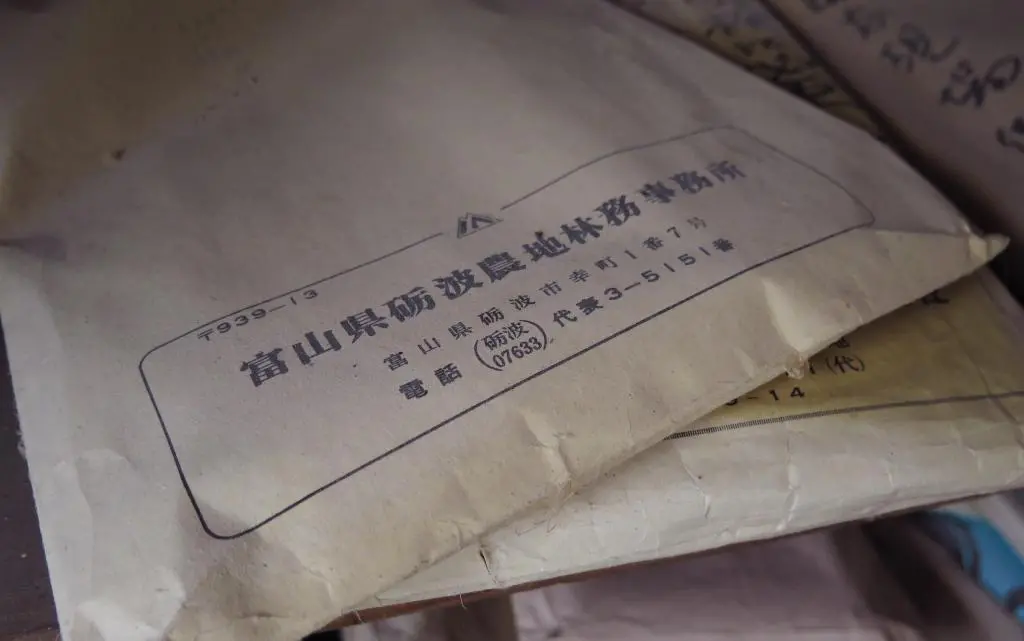 〒939-13
富山県砺波農地林務事務所
富山県砺波市幸町1番7号
電話(砺波07633)代表3-5151番
(代)
-14